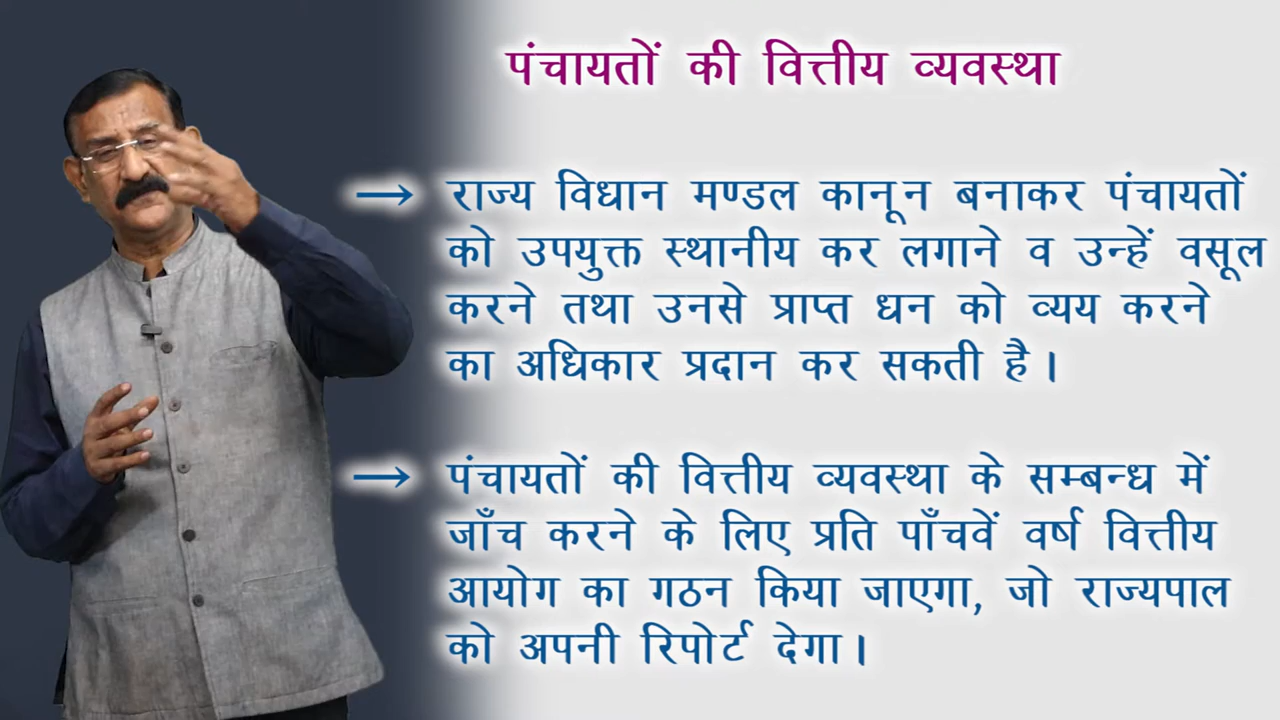 पंचायतों की वित्तीय व्यवस्था
→ राज्य विधान मण्डल कानून बनाकर पंचायतों
को उपयुक्त स्थानीय कर लगाने व उन्हें वसूल
करने तथा उनसे प्राप्त धन को व्यय करने
का अधिकार प्रदान कर सकती है।
→ पंचायतों की वित्तीय व्यवस्था के सम्बन्ध में
जाँच करने के लिए प्रति पाँचवें वर्ष वित्तीय
आयोग का गठन किया जाएगा, जो राज्यपाल
को अपनी रिपोर्ट देगा।